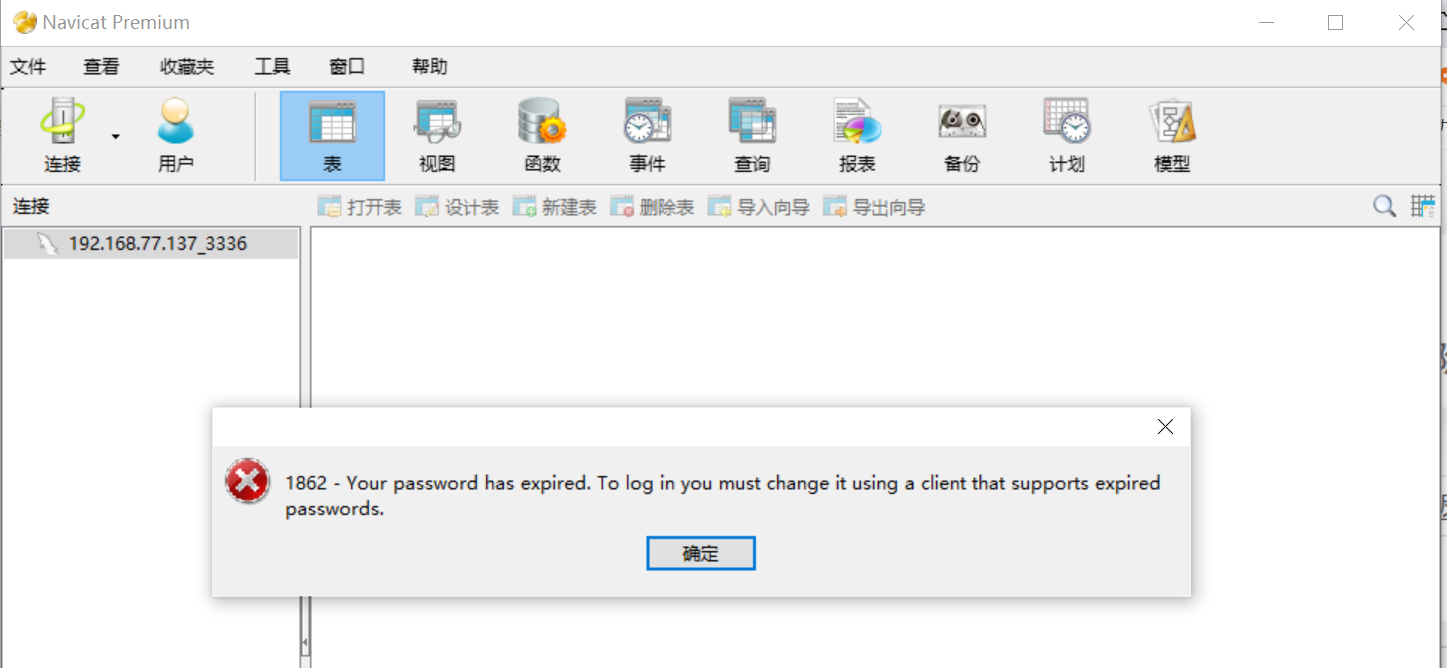 Navicat Premium
文件 查看 收藏夹 工具 窗口 帮助
连接 用户 表 视图 函数 事件 查询 报表 备份 计划 模型
连接 打开表 设计表 新建表 删除表 导入向导 导出向导
192.168.77.137_3336
1862 - Your password has expired. To log in you must change it using a client that supports expired
passwords.
确定